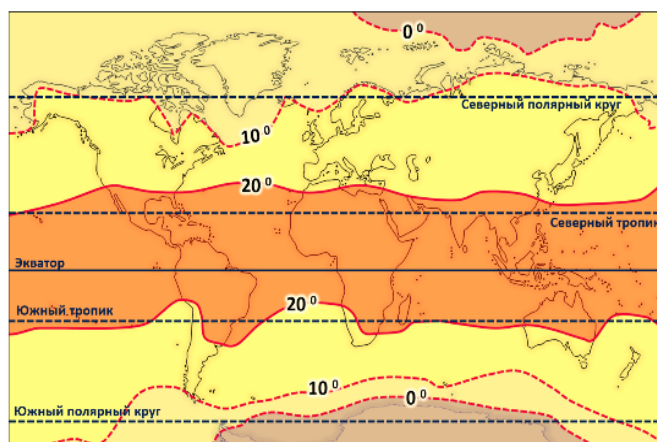 0⁰
Северный полярный круг
10⁰
20⁰
Северный тропик
Экватор
Южный тропик
20⁰
10⁰
0⁰
Южный полярный круг